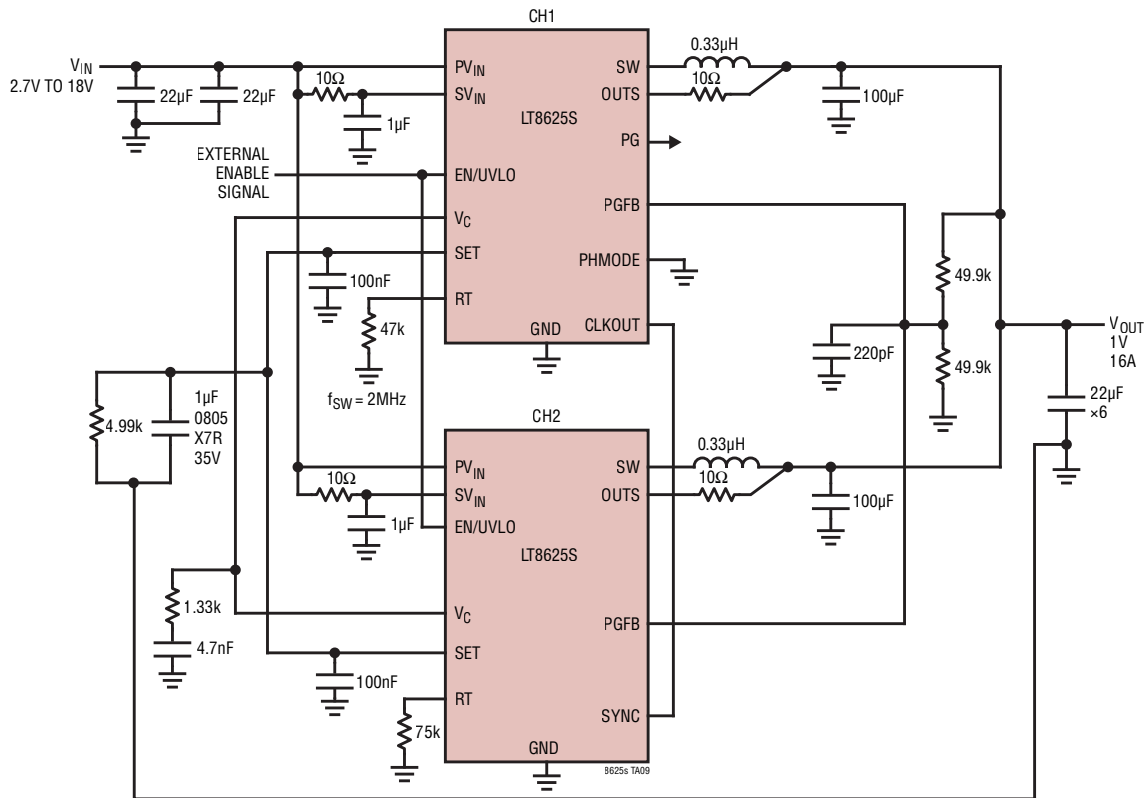 CH1
V_IN
2.7V TO 18V
22µF
22µF
10Ω
1µF
EXTERNAL
ENABLE
SIGNAL
PV_IN
SV_IN
EN/UVLO
V_C
SET
RT
GND
LT8625S
SW
OUTS
PG
PGFB
PHMODE
CLKOUT
0.33µH
10Ω
100µF
100nF
47k
f_SW = 2MHz
49.9k
49.9k
220pF
V_OUT
1V
16A
22µF
×6
4.99k
1µF
0805
X7R
35V
CH2
10Ω
1µF
PV_IN
SV_IN
EN/UVLO
V_C
SET
RT
GND
LT8625S
SW
OUTS
PGFB
SYNC
0.33µH
10Ω
100µF
1.33k
4.7nF
100nF
75k
8625s TA09